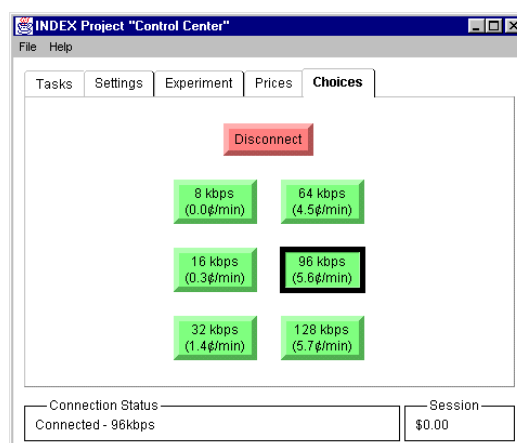 INDEX Project "Control Center"
File Help
Tasks Settings Experiment Prices Choices
Disconnect
8 kbps
(0.0¢/min)
64 kbps
(4.5¢/min)
16 kbps
(0.3¢/min)
96 kbps
(5.6¢/min)
32 kbps
(1.4¢/min)
128 kbps
(5.7¢/min)
Connection Status
Connected - 96kbps
Session
$0.00